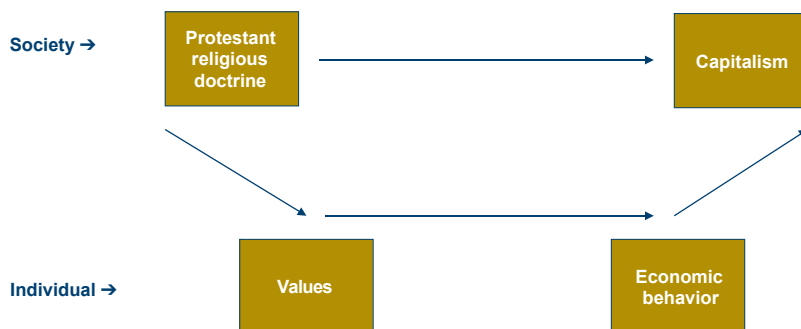 Society ➔
Protestant
religious
doctrine
Capitalism
Values
Economic
behavior
Individual ➔